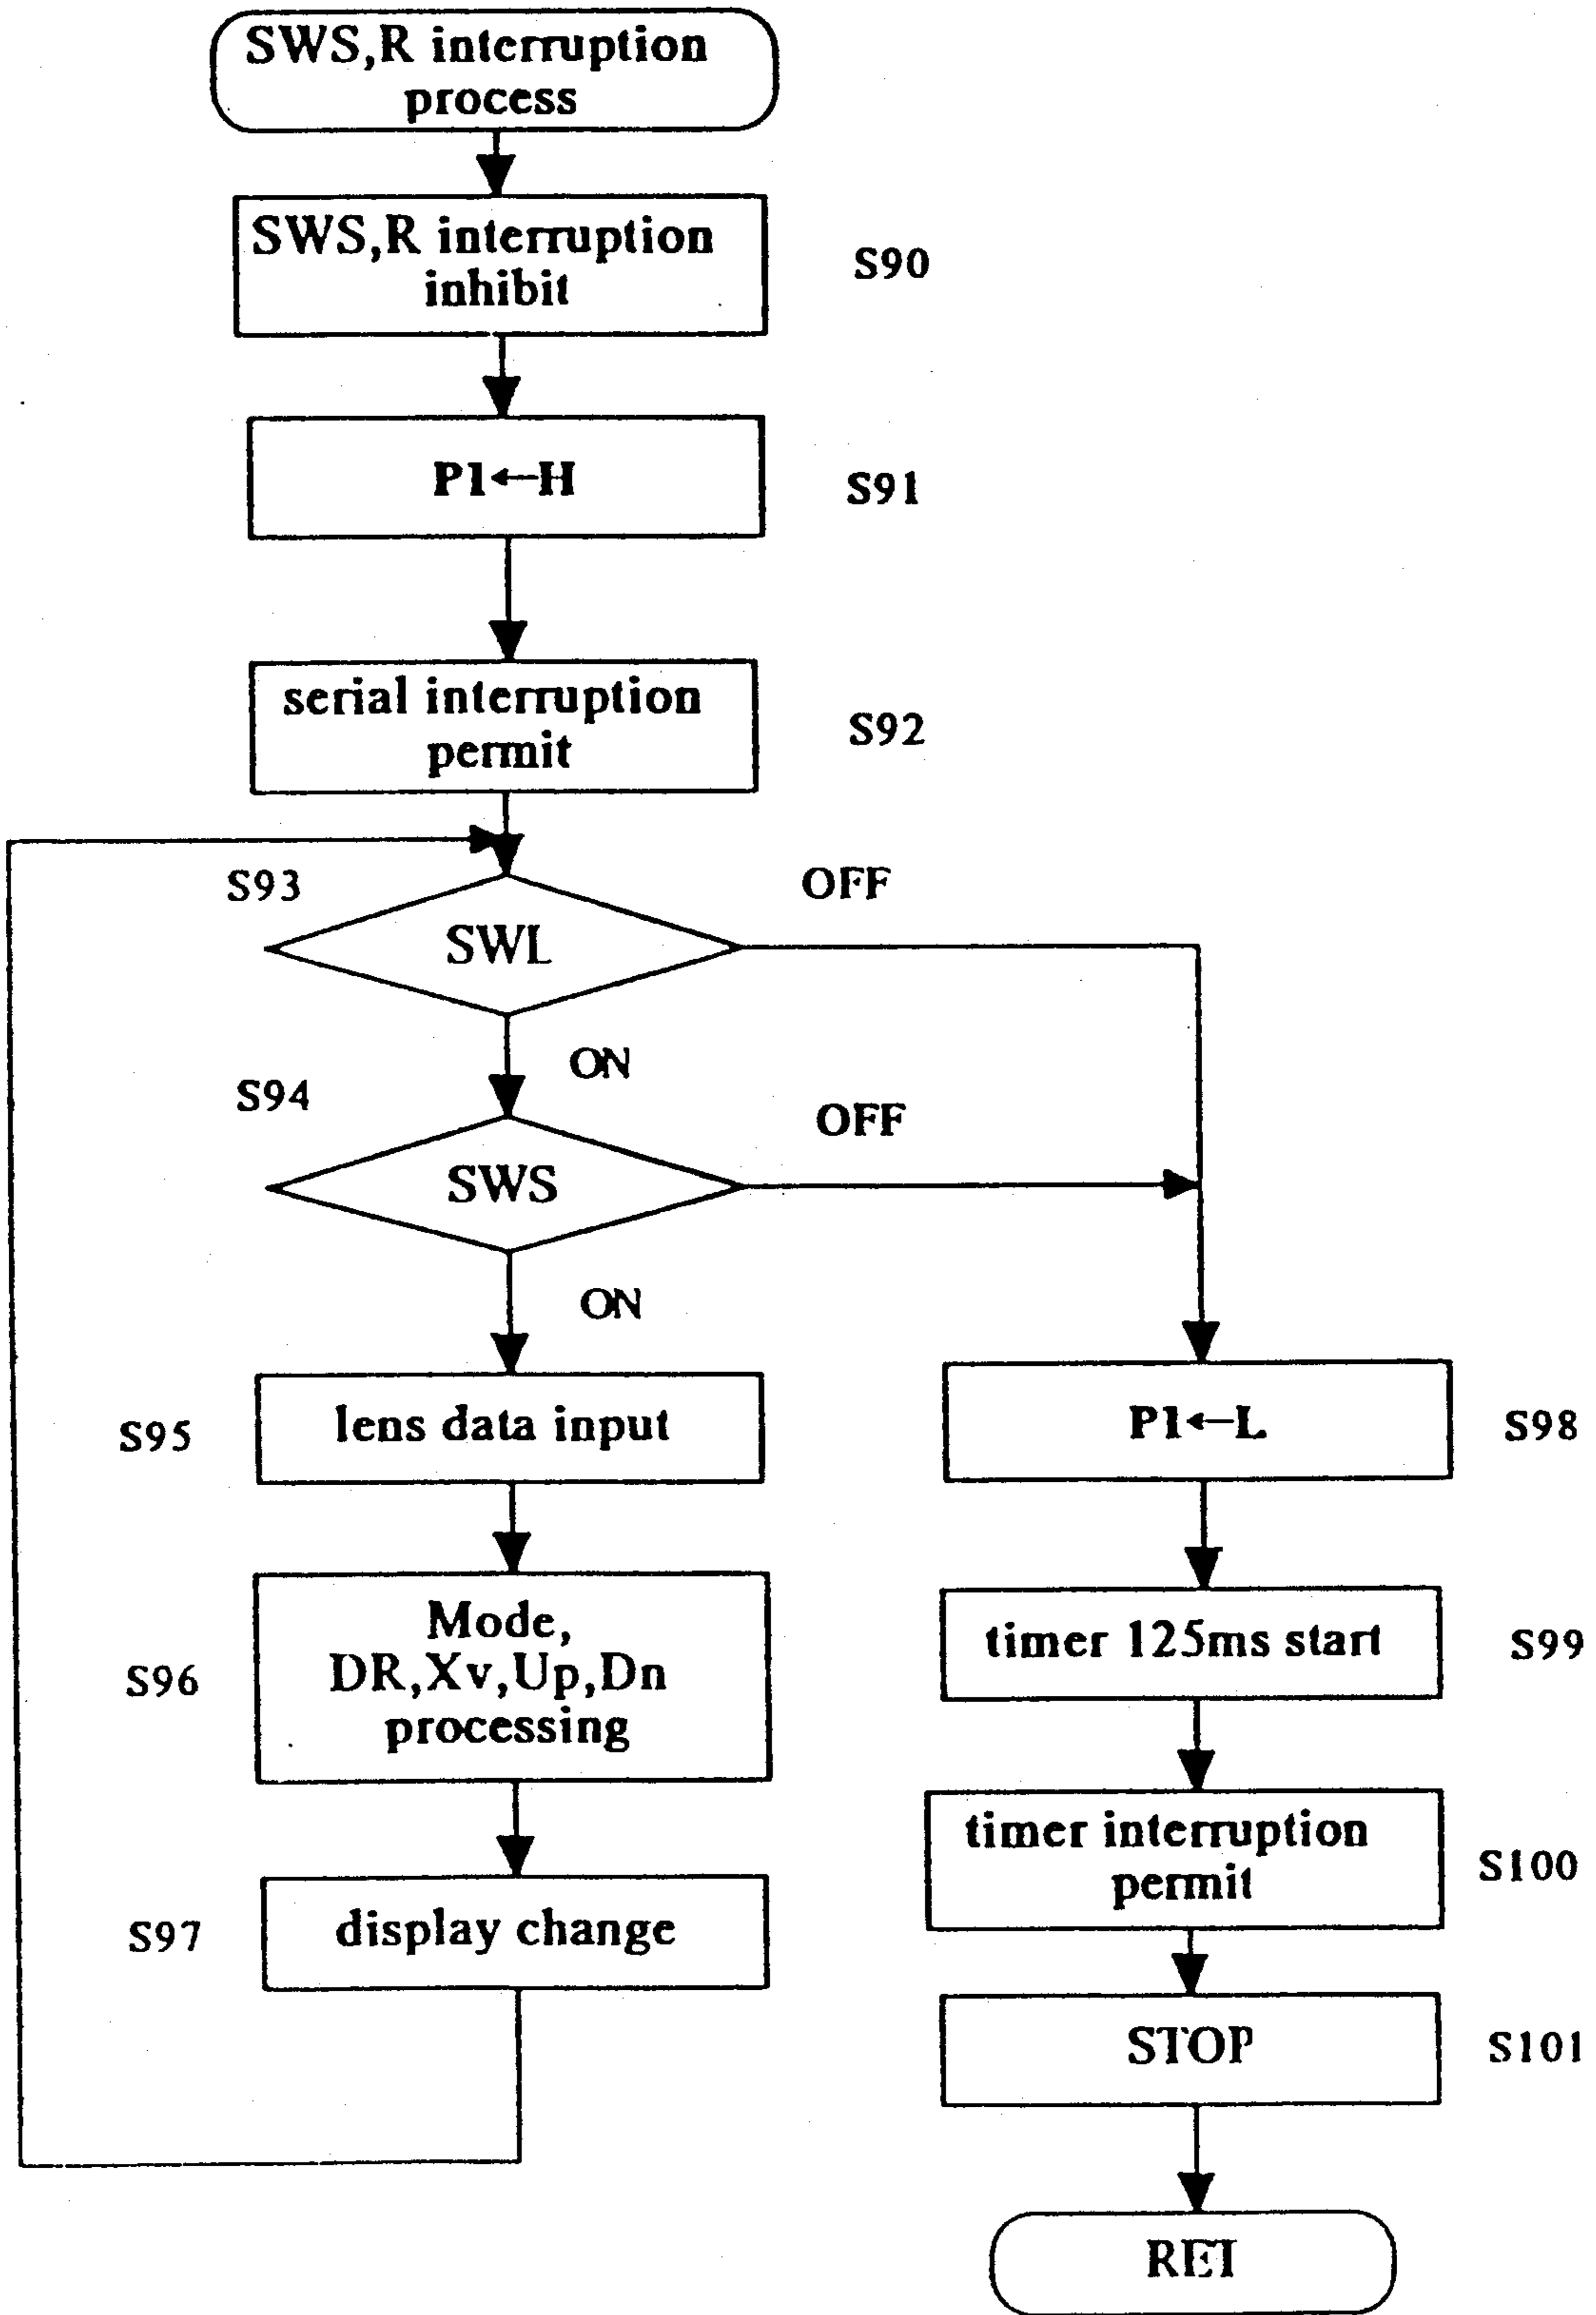 SWS,R interruption
process
SWS,R interruption
inhibit
S90
P1←H
S91
serial interruption
permit
S92
S93
SWL
OFF
ON
S94
SWS
OFF
ON
S95
lens data input
S96
Mode,
DR,Xv,Up,Dn
processing
S97
display change
P1←L
S98
timer 125ms start
S99
timer interruption
permit
S100
STOP
S101
RET